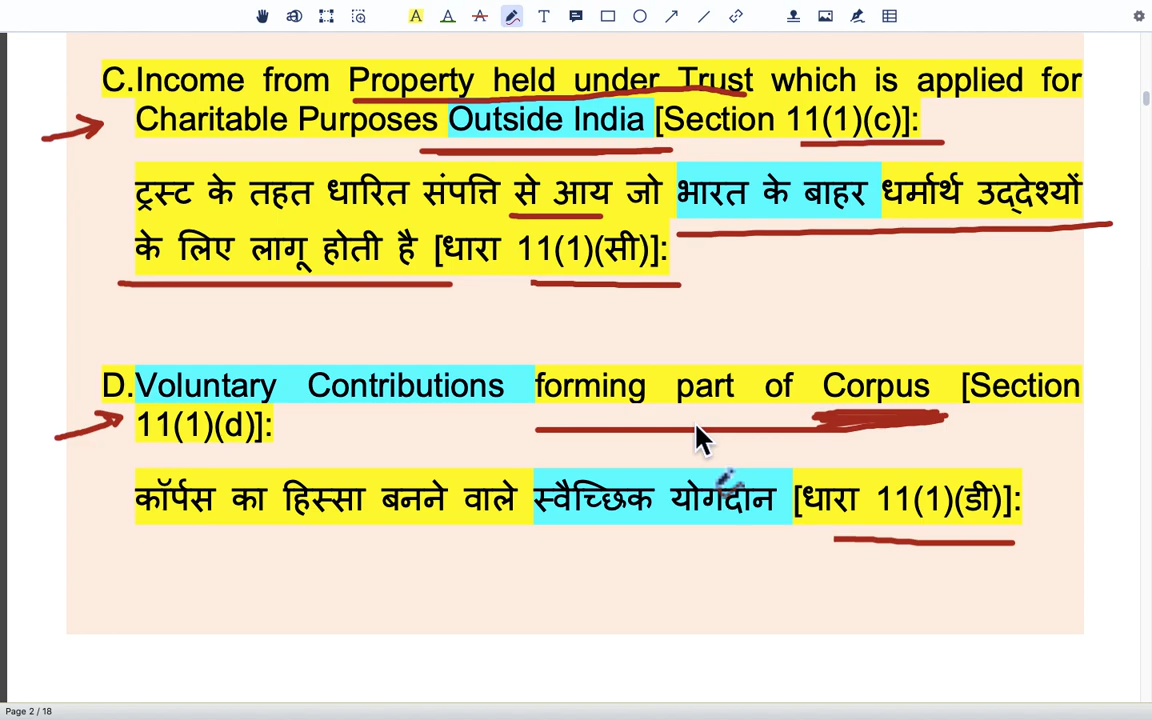 C.Income from Property held under Trust which is applied for
Charitable Purposes Outside India [Section 11(1)(c)]:
ट्रस्ट के तहत धारित संपत्ति से आय जो भारत के बाहर धर्मार्थ उद्देश्यों
के लिए लागू होती है [धारा 11(1)(सी)]:
D.Voluntary Contributions forming part of Corpus [Section
11(1)(d)]:
कॉर्पस का हिस्सा बनने वाले स्वैच्छिक योगदान [धारा 11(1)(डी)]:
Page 2 / 18